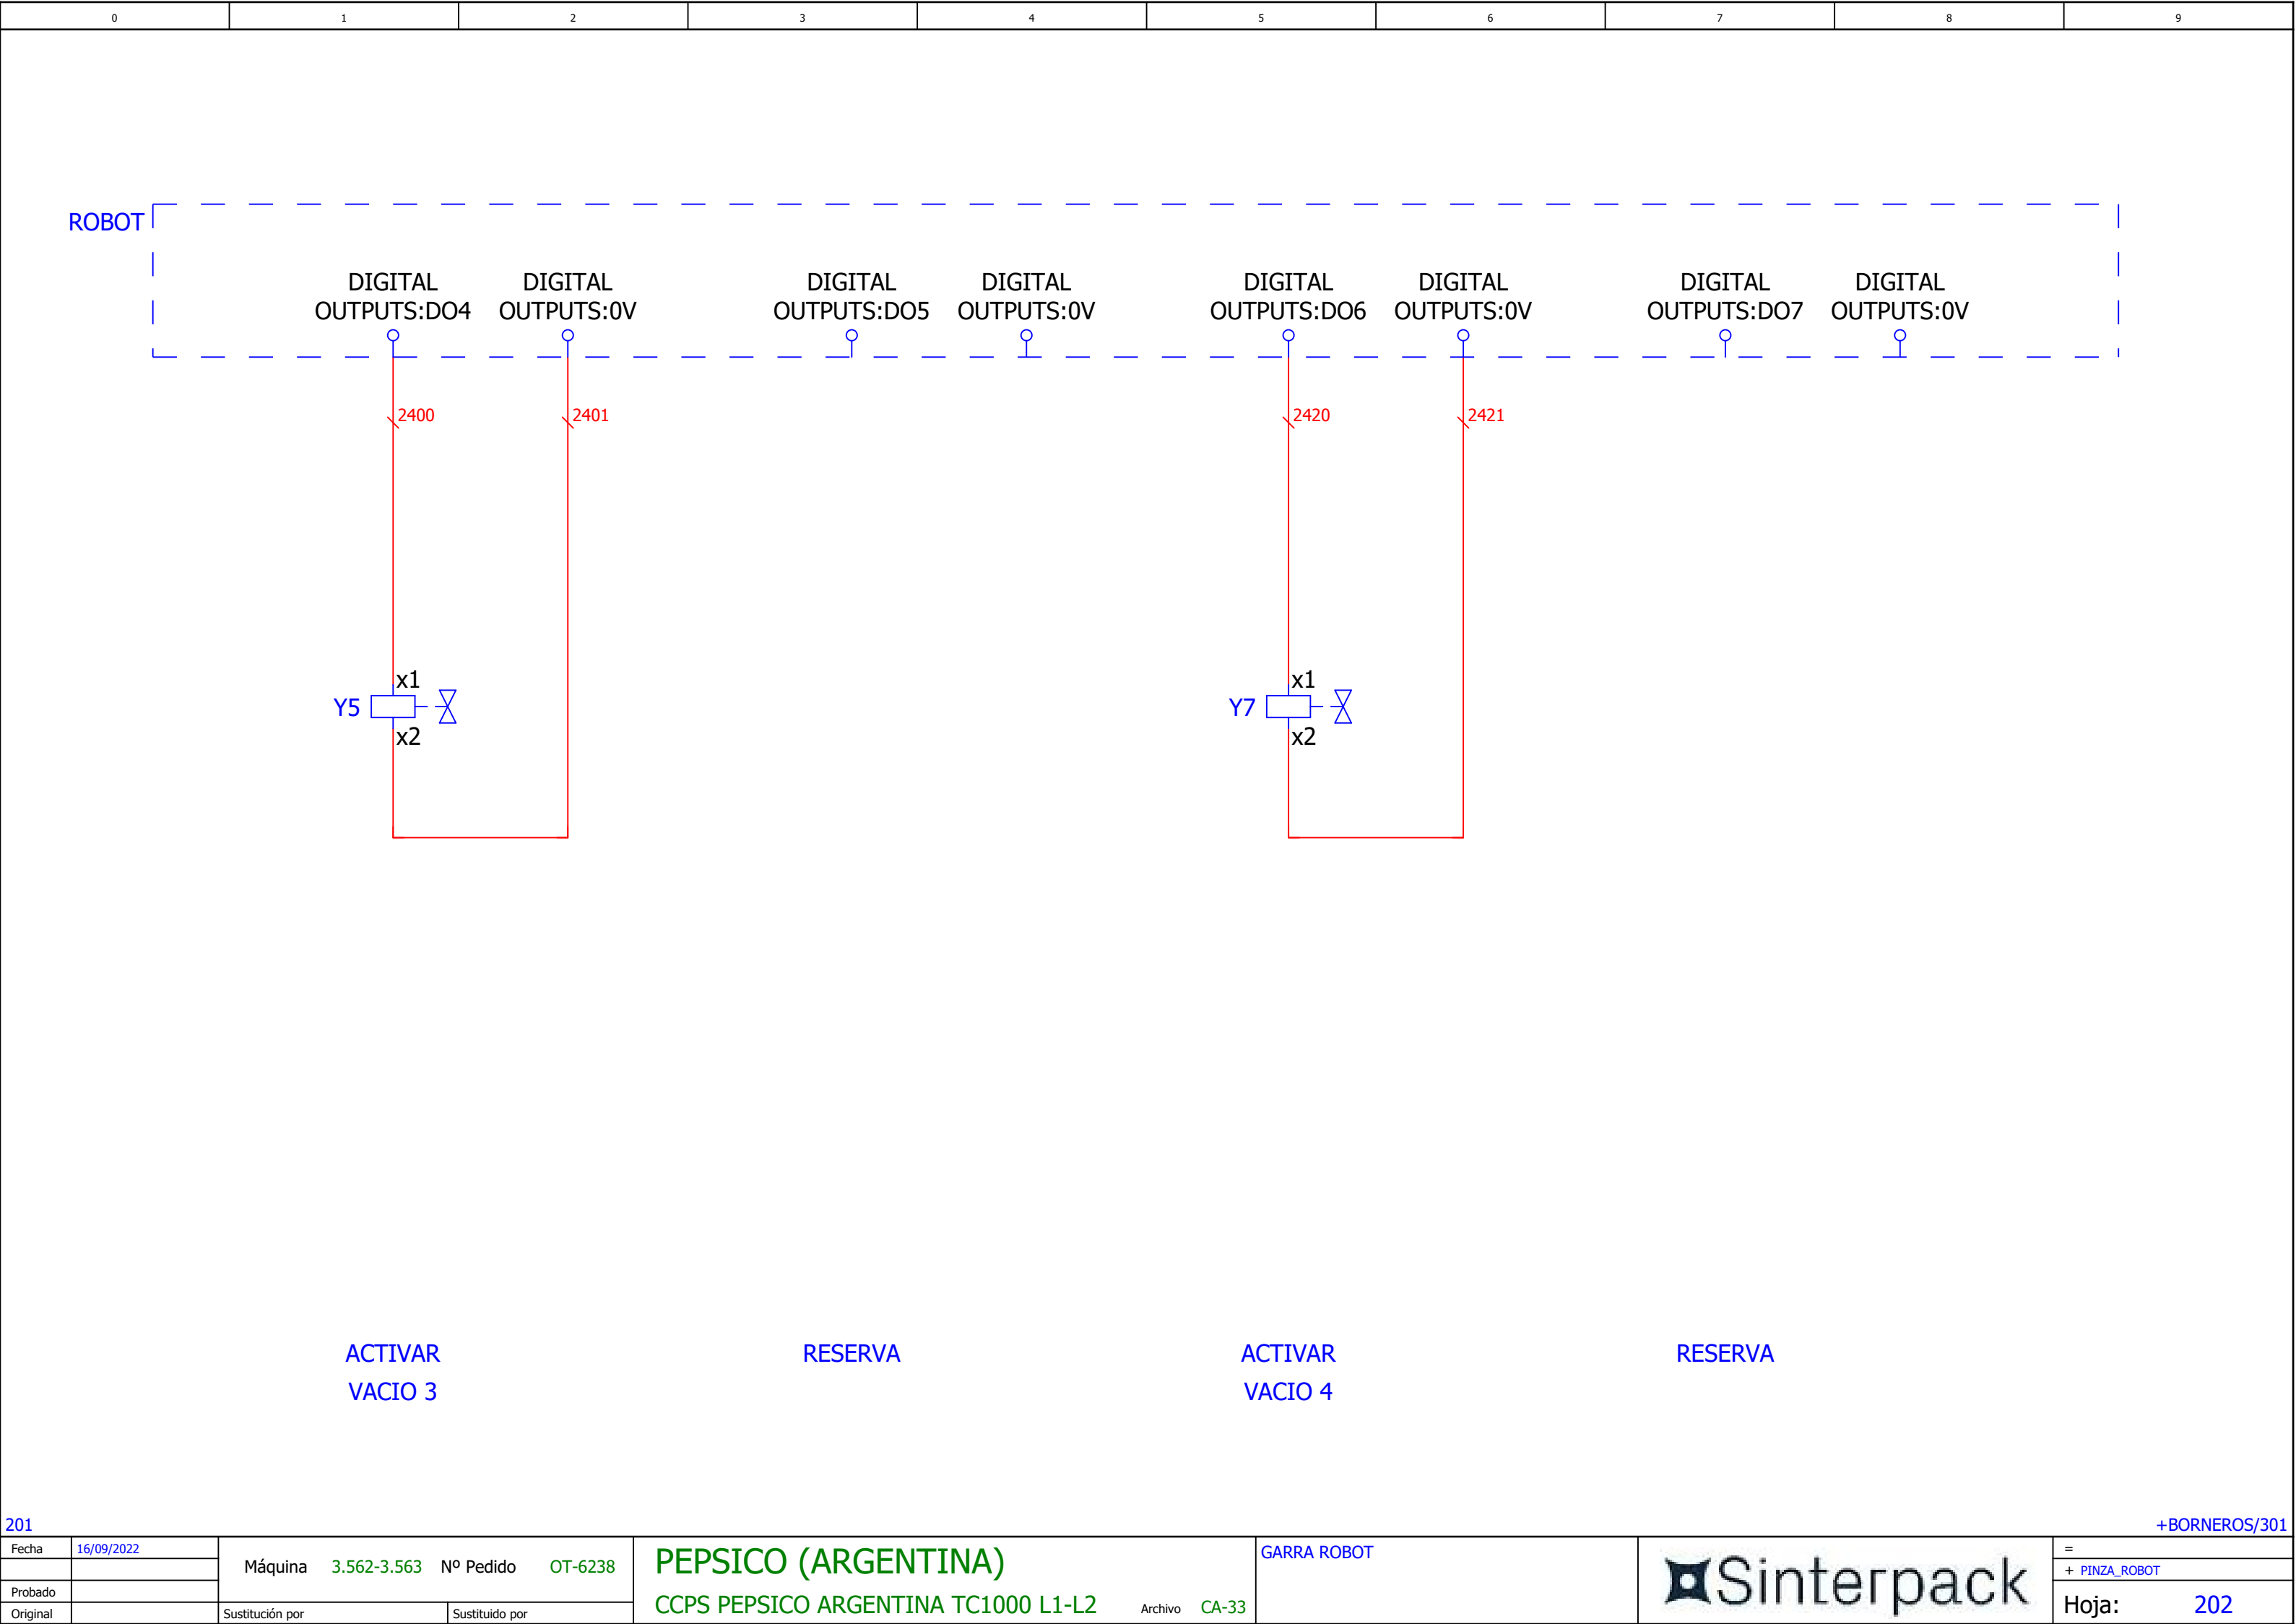 0 1 2 3 4 5 6 7 8 9
ROBOT
DIGITAL DIGITAL DIGITAL DIGITAL DIGITAL DIGITAL DIGITAL DIGITAL
OUTPUTS:DO4 OUTPUTS:0V OUTPUTS:DO5 OUTPUTS:0V OUTPUTS:DO6 OUTPUTS:0V OUTPUTS:DO7 OUTPUTS:0V
2400 2401 2420 2421
x1 x1
Y5 Y7
x2 x2
ACTIVAR RESERVA ACTIVAR RESERVA
VACIO 3 VACIO 4
201 +BORNEROS/301
Fecha 16/09/2022
Probado
Original
Máquina 3.562-3.563 Nº Pedido OT-6238
Sustitución por Sustituido por
PEPSICO (ARGENTINA)
CCPS PEPSICO ARGENTINA TC1000 L1-L2 Archivo CA-33
GARRA ROBOT
Sinterpack
=
+ PINZA_ROBOT
Hoja: 202